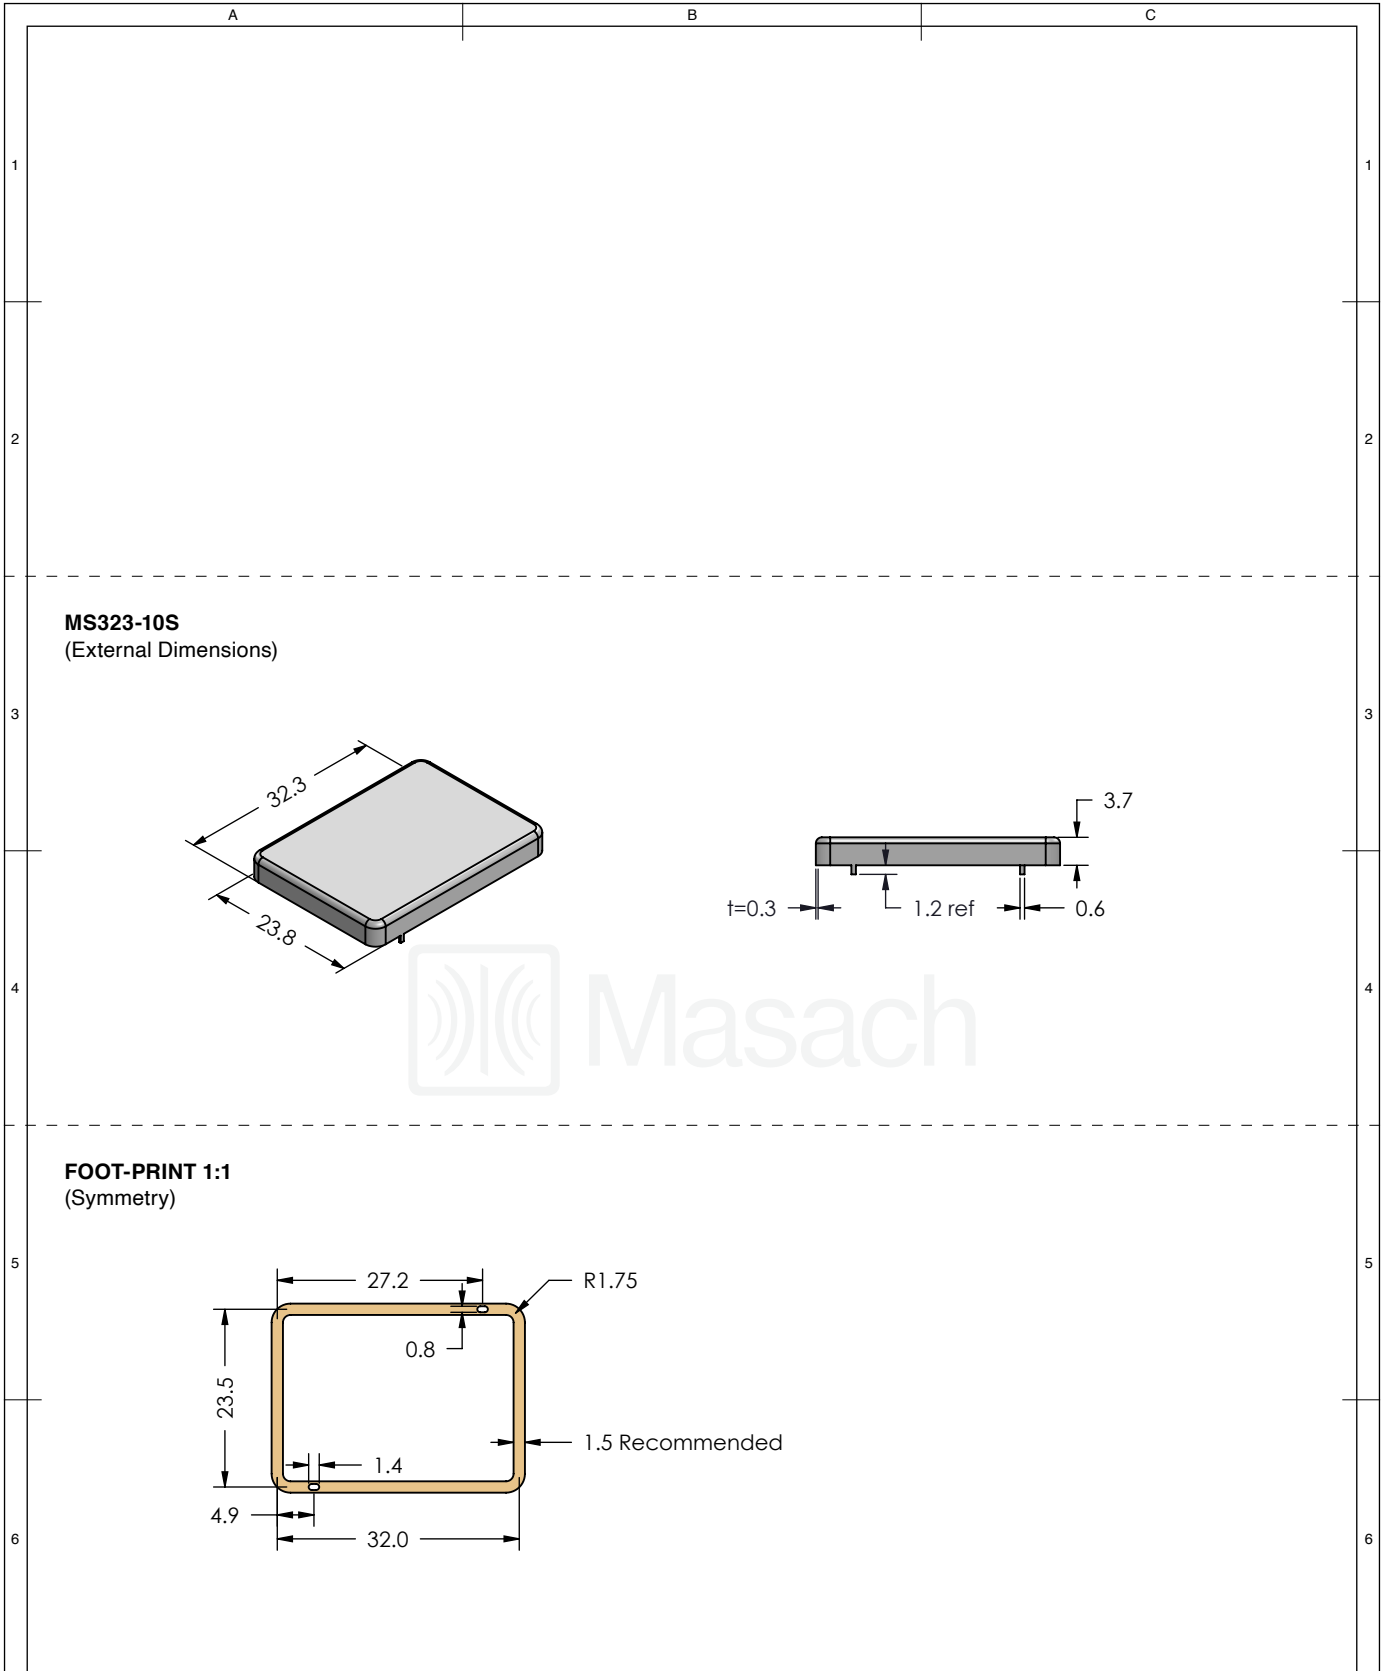 A B C
1 1
2 2
MS323-10S
(External Dimensions)
3 3
32.3
3.7
23.8
t=0.3 1.2 ref 0.6
4 4
Masach
FOOT-PRINT 1:1
(Symmetry)
5 5
27.2 R1.75
0.8
23.5
1.5 Recommended
1.4
4.9
32.0
6 6